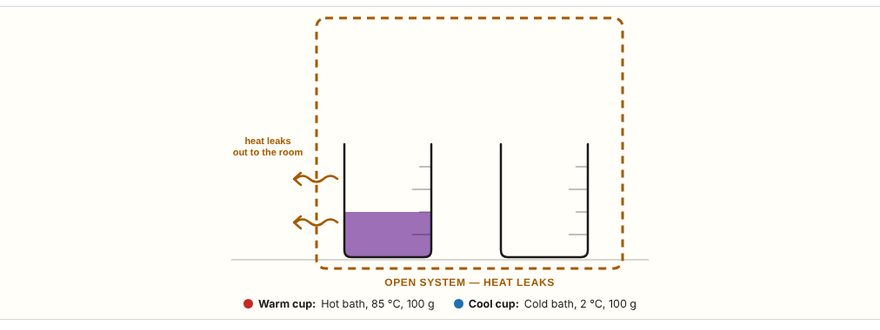 heat leaks
out to the room
OPEN SYSTEM — HEAT LEAKS
Warm cup: Hot bath, 85 °C, 100 g Cool cup: Cold bath, 2 °C, 100 g